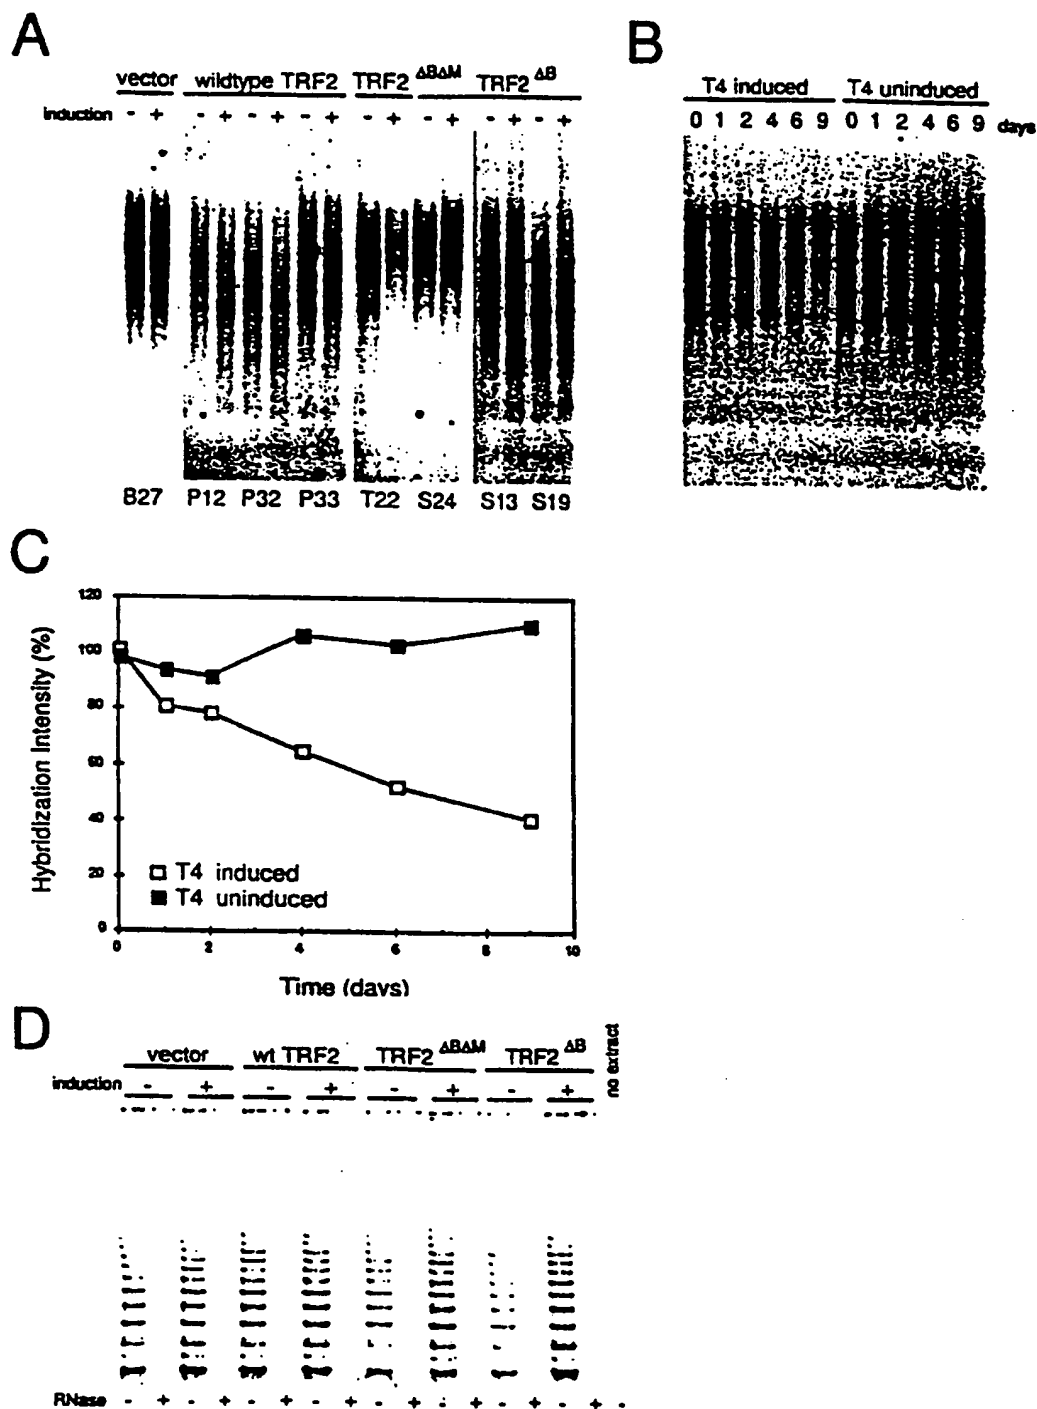 A
vector wildtype TRF2 TRF2 ΔBΔM TRF2 ΔB
induction - + - + - + - + - + - + - + - +
B27 P12 P32 P33 T22 S24 S13 S19
B
T4 induced T4 uninduced
0 1 2 4 6 9 0 1 2 4 6 9 days
C
Hybridization Intensity (%)
120
100
80
60
40
20
0
T4 induced
T4 uninduced
0 2 4 6 8 10
Time (days)
D
vector wt TRF2 TRF2 ΔBΔM TRF2 ΔB no extract
induction - + - + - + - +
RNase - + - + - + - + - + - + - + - + -